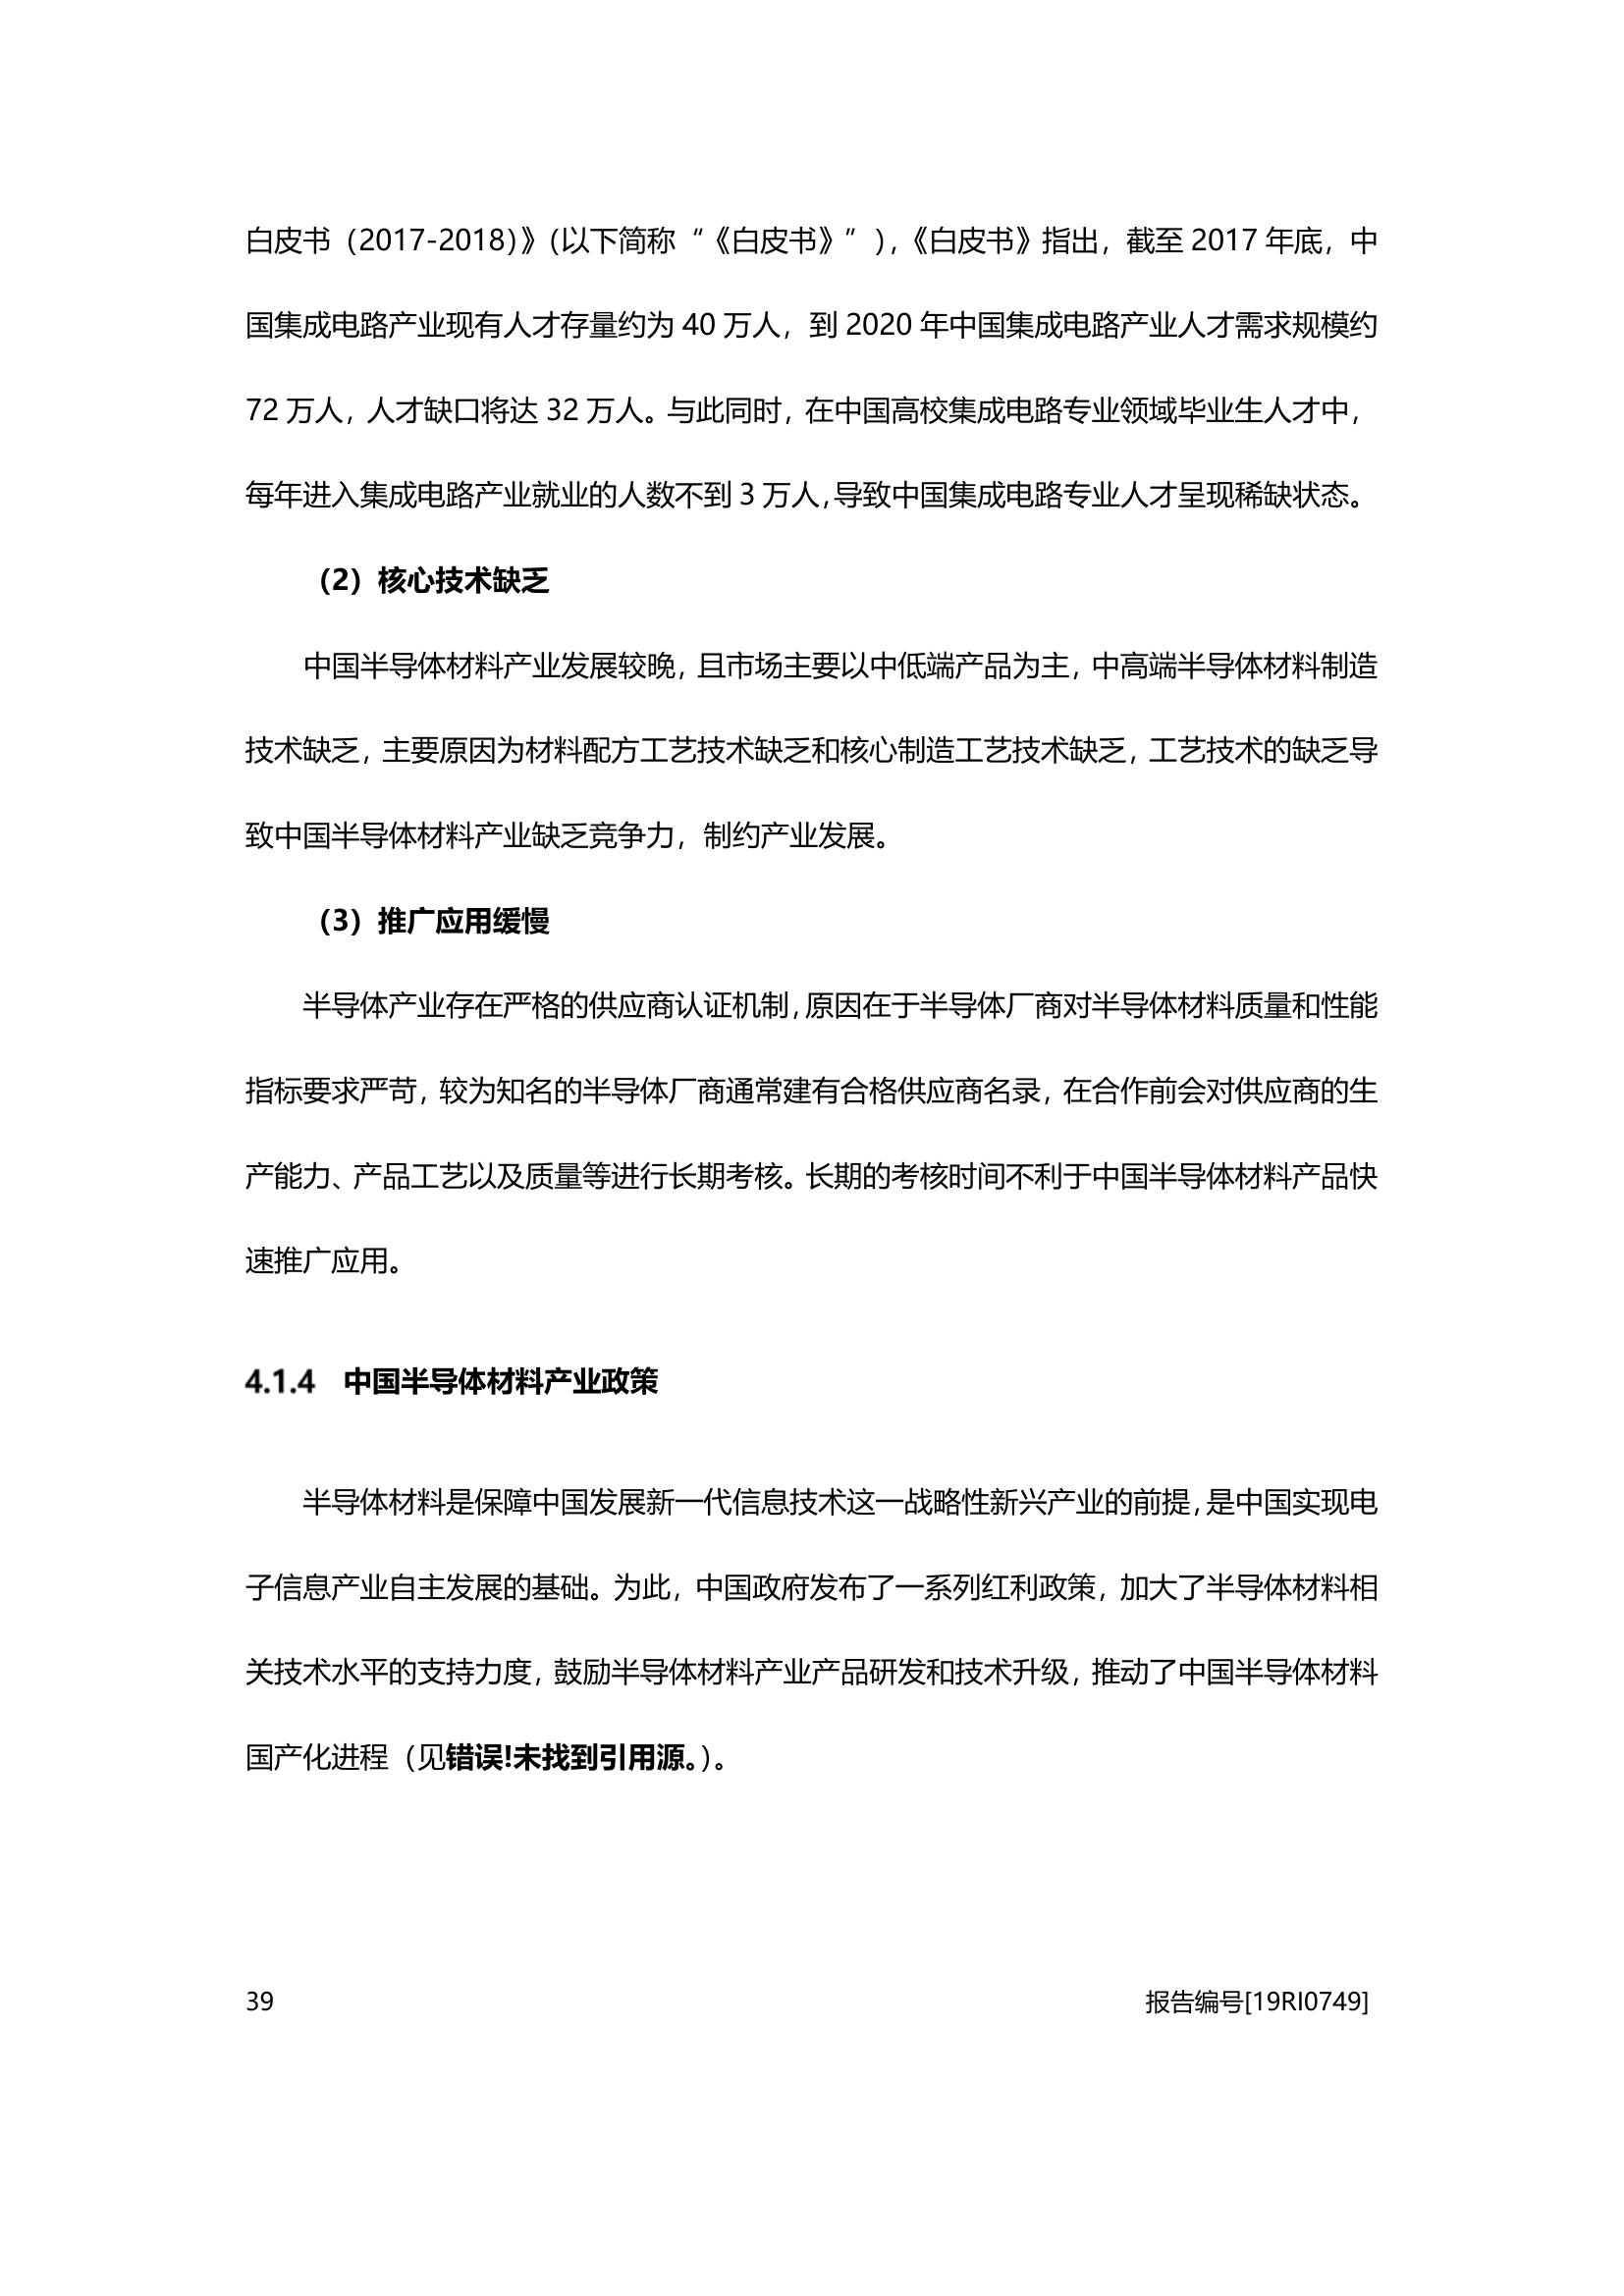 白皮书（2017-2018）》（以下简称“《白皮书》”），《白皮书》指出，截至 2017 年底，中
国集成电路产业现有人才存量约为 40 万人，到 2020 年中国集成电路产业人才需求规模约
72 万人，人才缺口将达 32 万人。与此同时，在中国高校集成电路专业领域毕业生人才中，
每年进入集成电路产业就业的人数不到 3 万人，导致中国集成电路专业人才呈现稀缺状态。
（2）核心技术缺乏
中国半导体材料产业发展较晚，且市场主要以中低端产品为主，中高端半导体材料制造
技术缺乏，主要原因为材料配方工艺技术缺乏和核心制造工艺技术缺乏，工艺技术的缺乏导
致中国半导体材料产业缺乏竞争力，制约产业发展。
（3）推广应用缓慢
半导体产业存在严格的供应商认证机制，原因在于半导体厂商对半导体材料质量和性能
指标要求严苛，较为知名的半导体厂商通常建有合格供应商名录，在合作前会对供应商的生
产能力、产品工艺以及质量等进行长期考核。长期的考核时间不利于中国半导体材料产品快
速推广应用。
4.1.4 中国半导体材料产业政策
半导体材料是保障中国发展新一代信息技术这一战略性新兴产业的前提，是中国实现电
子信息产业自主发展的基础。为此，中国政府发布了一系列红利政策，加大了半导体材料相
关技术水平的支持力度，鼓励半导体材料产业产品研发和技术升级，推动了中国半导体材料
国产化进程（见错误!未找到引用源。）。
39 报告编号[19RI0749]